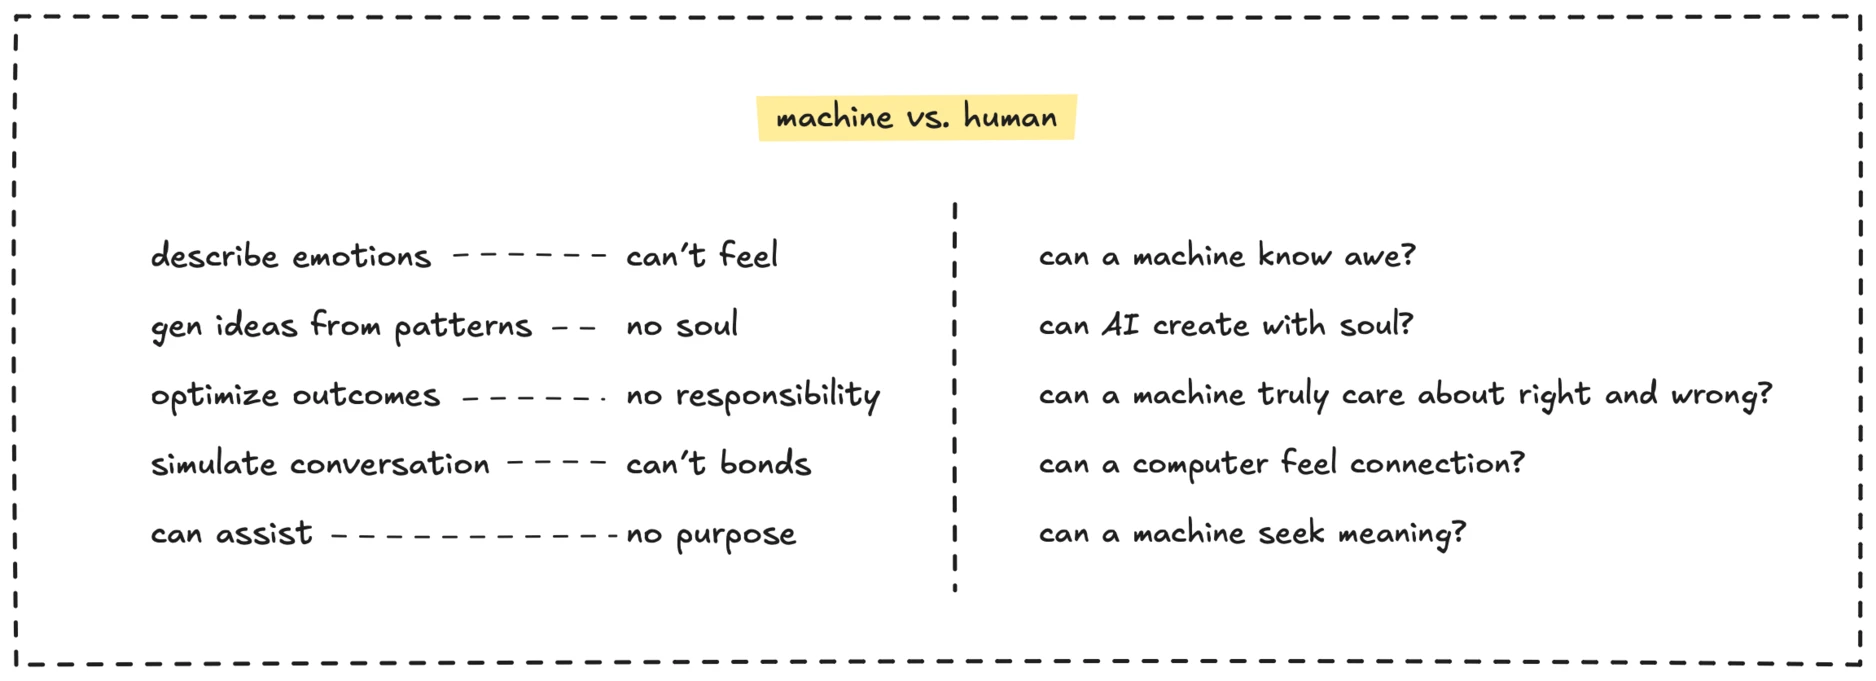 machine vs. human
describe emotions can't feel
gen ideas from patterns no soul
optimize outcomes no responsibility
simulate conversation can't bonds
can assist no purpose
can a machine know awe?
can AI create with soul?
can a machine truly care about right and wrong?
can a computer feel connection?
can a machine seek meaning?